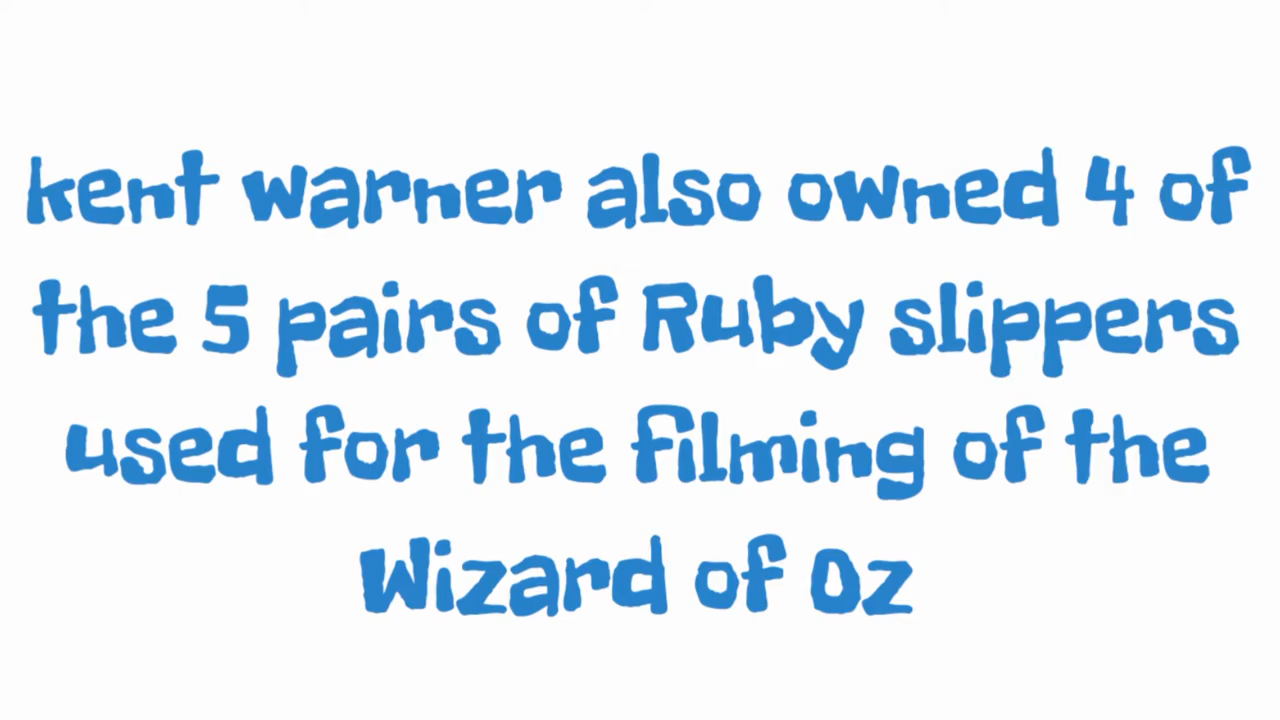 kent warner also owned 4 of
the 5 pairs of Ruby slippers
used for the filming of the
Wizard of Oz